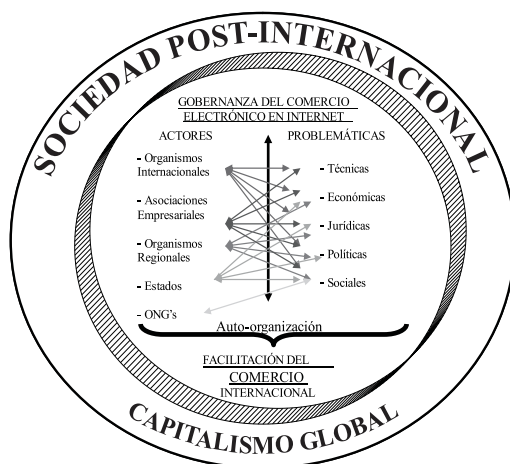 SOCIEDAD POST-INTERNACIONAL
GOBERNANZA DEL COMERCIO
ELECTRÓNICO EN INTERNET
ACTORES
PROBLEMÁTICAS
- Organismos
Internacionales
- Asociaciones
Empresariales
- Organismos
Regionales
- Estados
- ONG's
- Técnicas
- Económicas
- Jurídicas
- Políticas
- Sociales
Auto-organización
FACILITACIÓN DEL
COMERCIO
INTERNACIONAL
CAPITALISMO GLOBAL